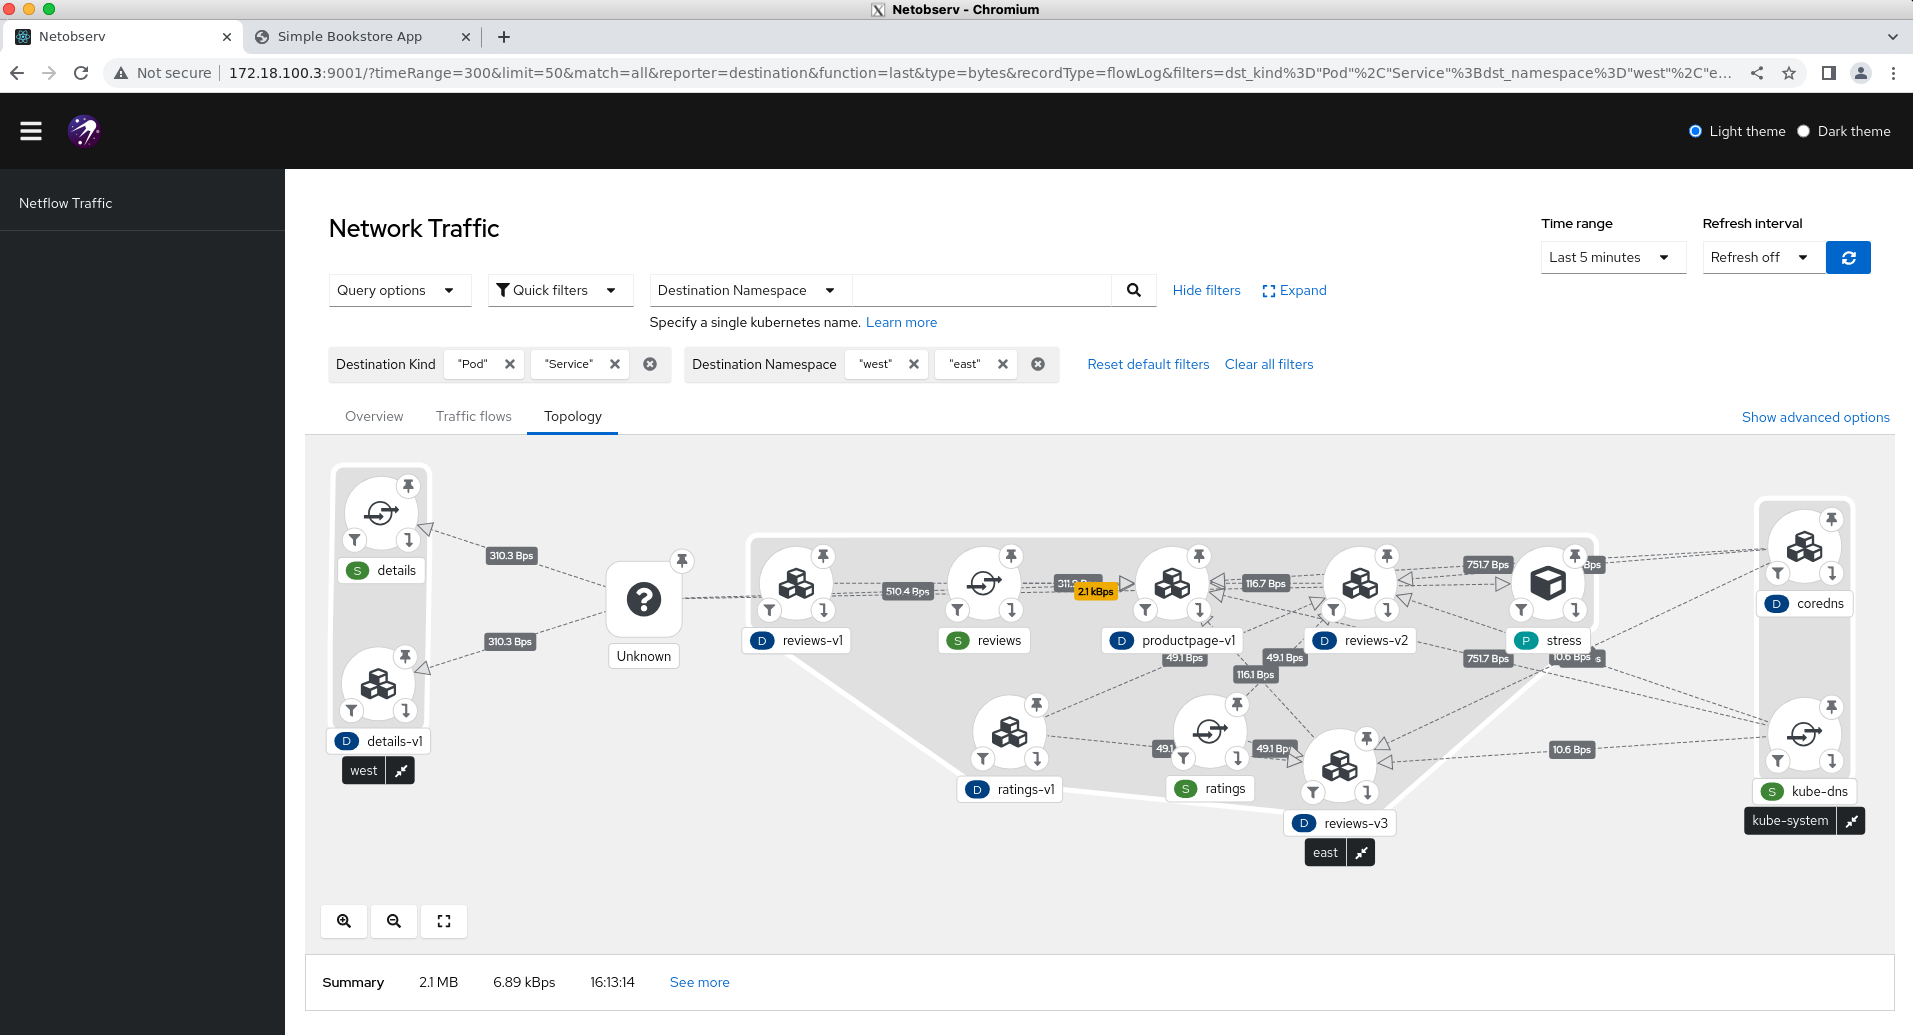 Netobserv - Chromium
Netobserv
Simple Bookstore App
Not secure
172.18.100.3:9001/?timeRange=300&limit=50&match=all&reporter=destination&function=last&type=bytes&recordType=flowLog&filters=dst_kind%3D"Pod"%2C"Service"%3Bdst_namespace%3D"west"%2C"e...
Light theme
Dark theme
Netflow Traffic
Network Traffic
Time range
Refresh interval
Last 5 minutes
Refresh off
Query options
Quick filters
Destination Namespace
Hide filters
Expand
Specify a single kubernetes name. Learn more
Destination Kind
"Pod"
"Service"
Destination Namespace
"west"
"east"
Reset default filters
Clear all filters
Overview
Traffic flows
Topology
Show advanced options
S details
310.3 Bps
310.3 Bps
D details-v1
west
?
Unknown
510.4 Bps
2.1 kBps
116.7 Bps
751.7 Bps
Bps
D reviews-v1
S reviews
D productpage-v1
D reviews-v2
P stress
D coredns
49.1 Bps
49.1 Bps
116.1 Bps
751.7 Bps
10.6 Bps
49.1
49.1 Bp
10.6 Bps
D ratings-v1
S ratings
D reviews-v3
east
S kube-dns
kube-system
Summary
2.1 MB
6.89 kBps
16:13:14
See more